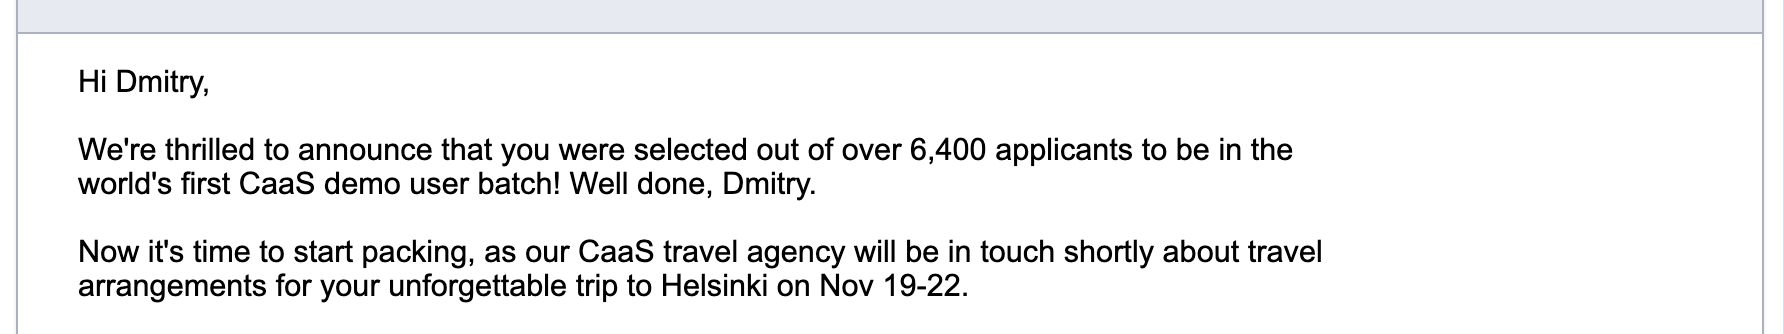 Hi Dmitry,
We're thrilled to announce that you were selected out of over 6,400 applicants to be in the
world's first CaaS demo user batch! Well done, Dmitry.
Now it's time to start packing, as our CaaS travel agency will be in touch shortly about travel
arrangements for your unforgettable trip to Helsinki on Nov 19-22.